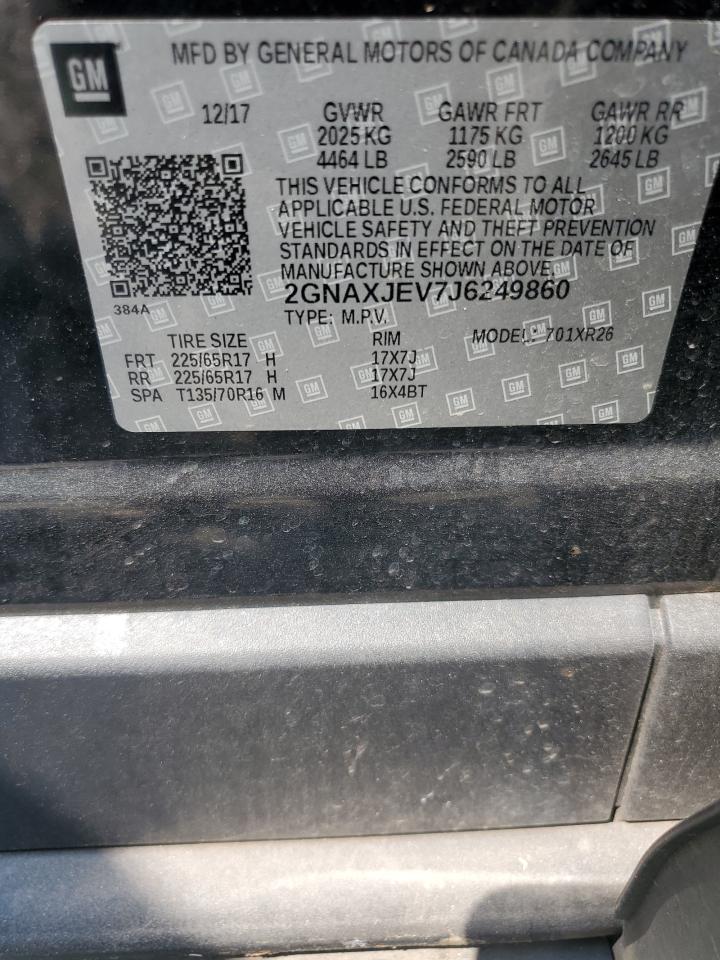 GM MFD BY GENERAL MOTORS OF CANADA COMPANY
12/17 GVWR GAWR FRT GAWR RR
2025 KG 1175 KG 1200 KG
4464 LB 2590 LB 2645 LB
THIS VEHICLE CONFORMS TO ALL
APPLICABLE U.S. FEDERAL MOTOR
VEHICLE SAFETY AND THEFT PREVENTION
STANDARDS IN EFFECT ON THE DATE OF
MANUFACTURE SHOWN ABOVE.
2GNAXJEV7J6249860
384A
TYPE: M.P.V. MODEL: 701XR26
TIRE SIZE RIM
FRT 225/65R17 H 17X7J
RR 225/65R17 H 17X7J
SPA T135/70R16 M 16X4BT